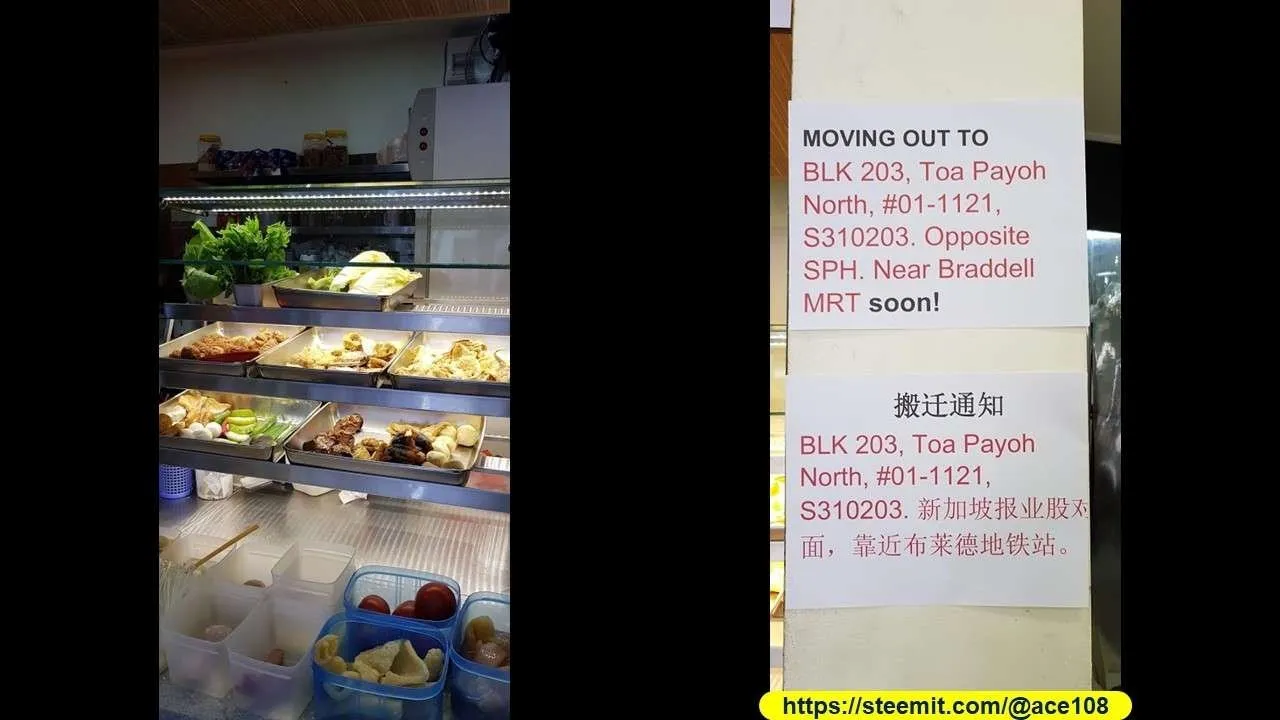 MOVING OUT TO
BLK 203, Toa Payoh
North, #01-1121,
S310203. Opposite
SPH. Near Braddell
MRT soon!
搬迁通知
BLK 203, Toa Payoh
North, #01-1121,
S310203. 新加坡报业股对
面，靠近布莱德地铁站。
https://steemit.com/@ace108